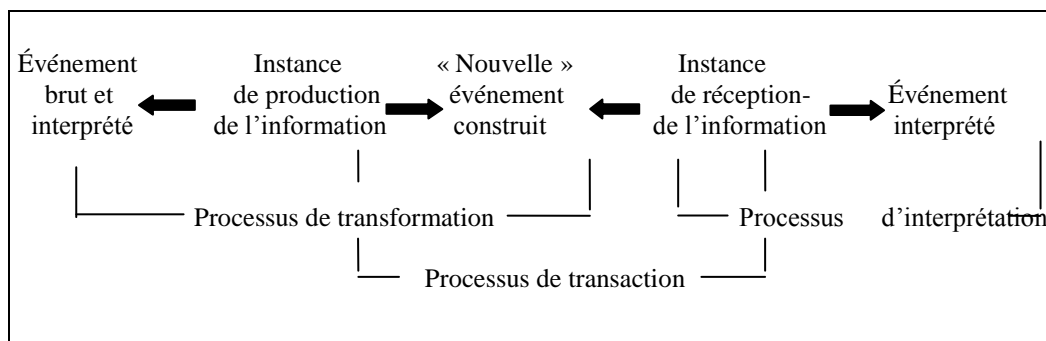 Événement
brut et
interprété
Instance
de production
de l’information
« Nouvelle »
événement
construit
Instance
de réception-
de l’information
Événement
interprété
Processus de transformation
Processus d’interprétation
Processus de transaction